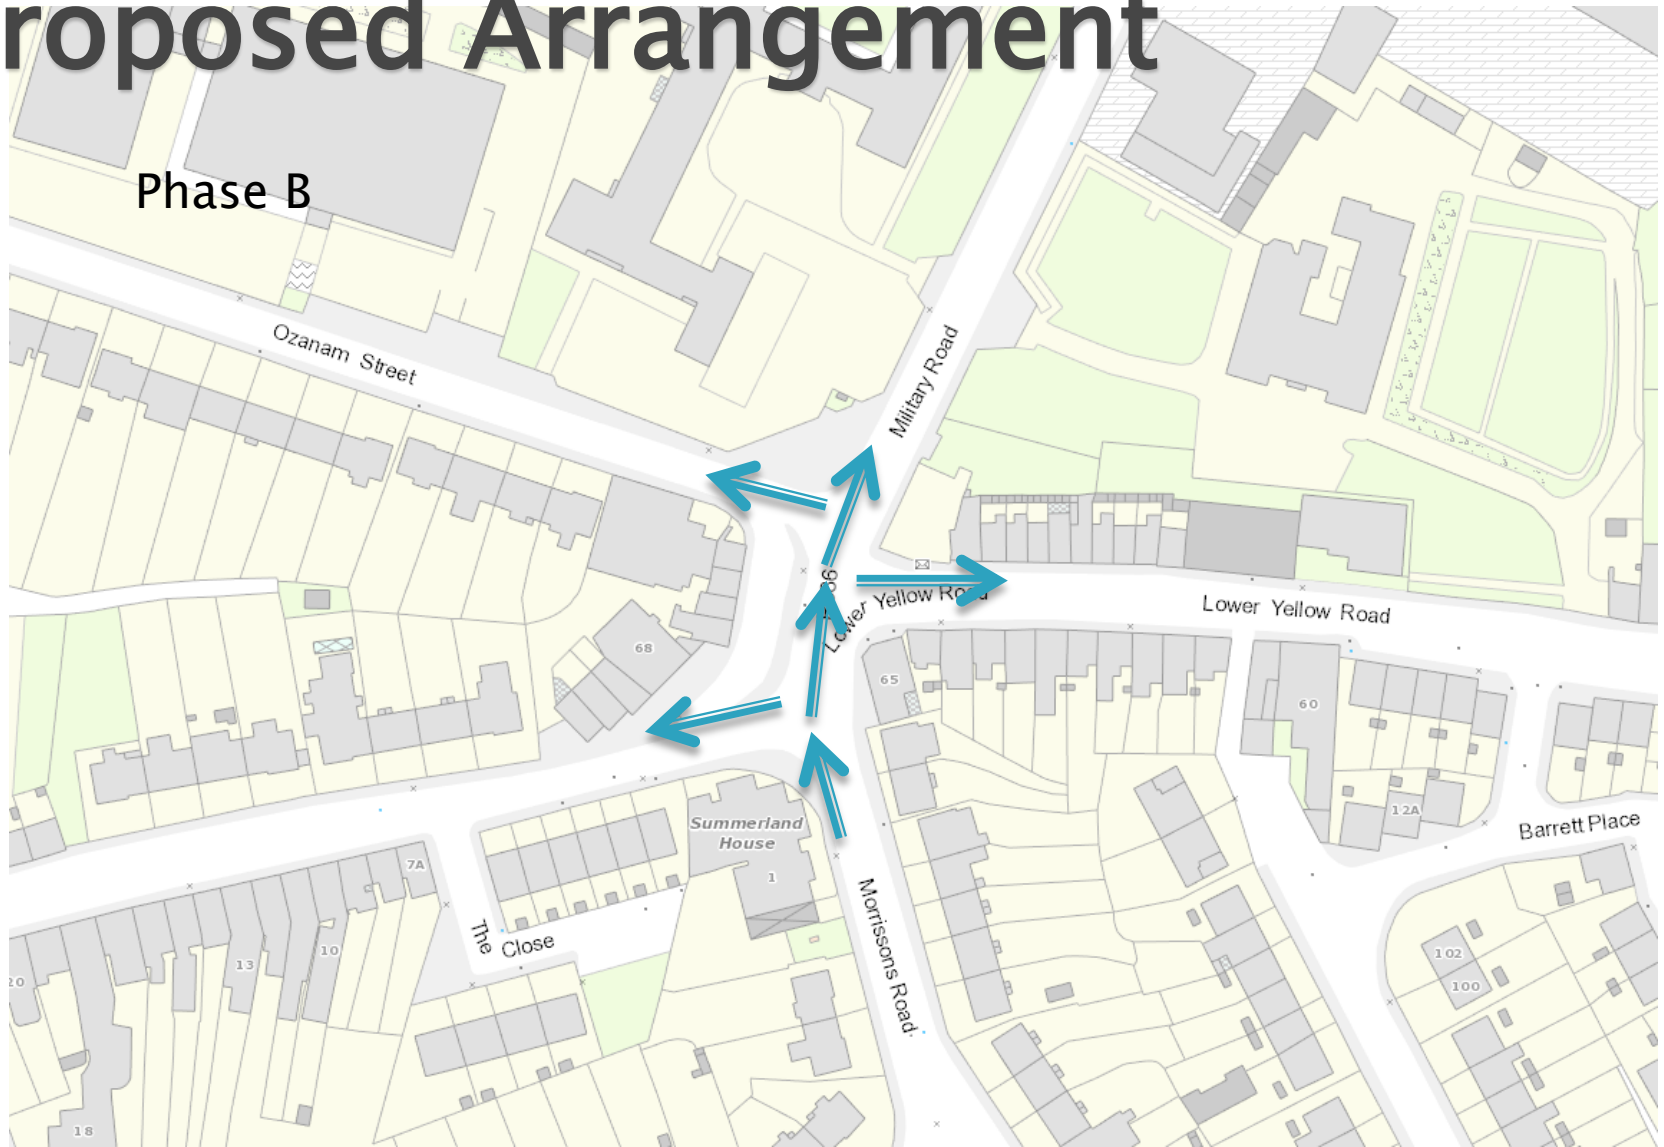 roposed Arrangement
Phase B
Ozanam Street
Military Road
Lower Yellow Road
Lower Yellow Road
68
65
60
12A
Barrett Place
Summerland
House
1
7A
The Close
Morrissons Road
13
10
20
102
100
18